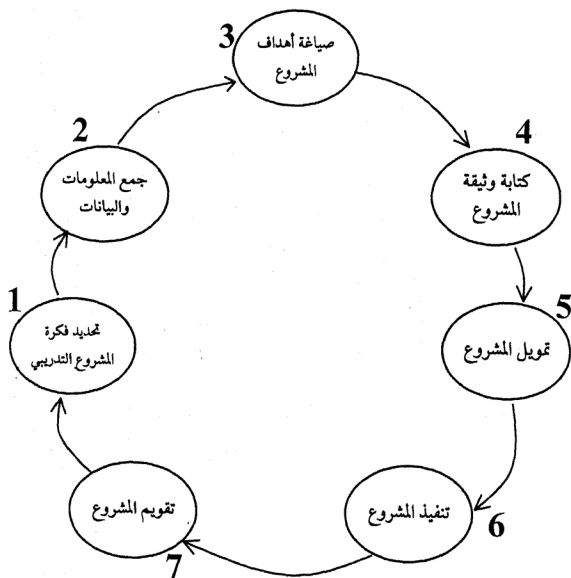 3
صياغة أهداف
المشروع
4
كتابة وثيقة
المشروع
5
تمويل المشروع
6
تنفيذ المشروع
7
تقويم المشروع
1
تحديد فكرة
المشروع التدريبي
2
جمع المعلومات
والبيانات